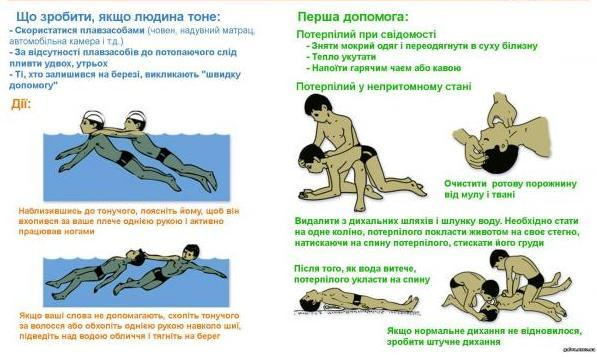 Що зробити, якщо людина тоне:
- Скористатися плавзасобами (човен, надувний матрац,
автомобільна камера і т.д.)
- За відсутності плавзасобів до потопаючого слід
пливти удвох, утрьох
- Ті, хто залишився на березі, викликають "швидку
допомогу"
Дії:
Наблизившись до тонучого, поясніть йому, щоб він
вхопився за ваше плече однією рукою і активно
працював ногами
Якщо ваші слова не допомагають, схопіть тонучого
за волосся або обхопіть однією рукою навколо шиї,
підведіть над водою обличчя і тягніть на берег
Перша допомога:
Потерпілий при свідомості
- Зняти мокрий одяг і переодягнути в суху білизну
- Тепло укутати
- Напоїти гарячим чаєм або кавою
Потерпілий у непритомному стані
Очистити ротову порожнину
від мулу і твані
Видалити з дихальних шляхів і шлунку воду. Необхідно стати
на одне коліно, потерпілого покласти животом на своє стегно,
натискаючи на спину потерпілого, стискати його груди
Після того, як вода витече,
потерпілого укласти на спину
Якщо нормальне дихання не відновилося,
зробити штучне дихання